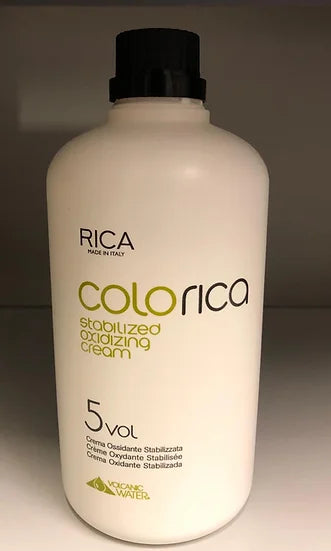 RICA
MADE IN ITALY
colorica
stabilized
oxidizing
cream
5 vol
Crema Ossidante Stabilizzata
Crème Oxydante Stabilisée
Crema Oxidante Stabilizada
VOLCANIC
WATER